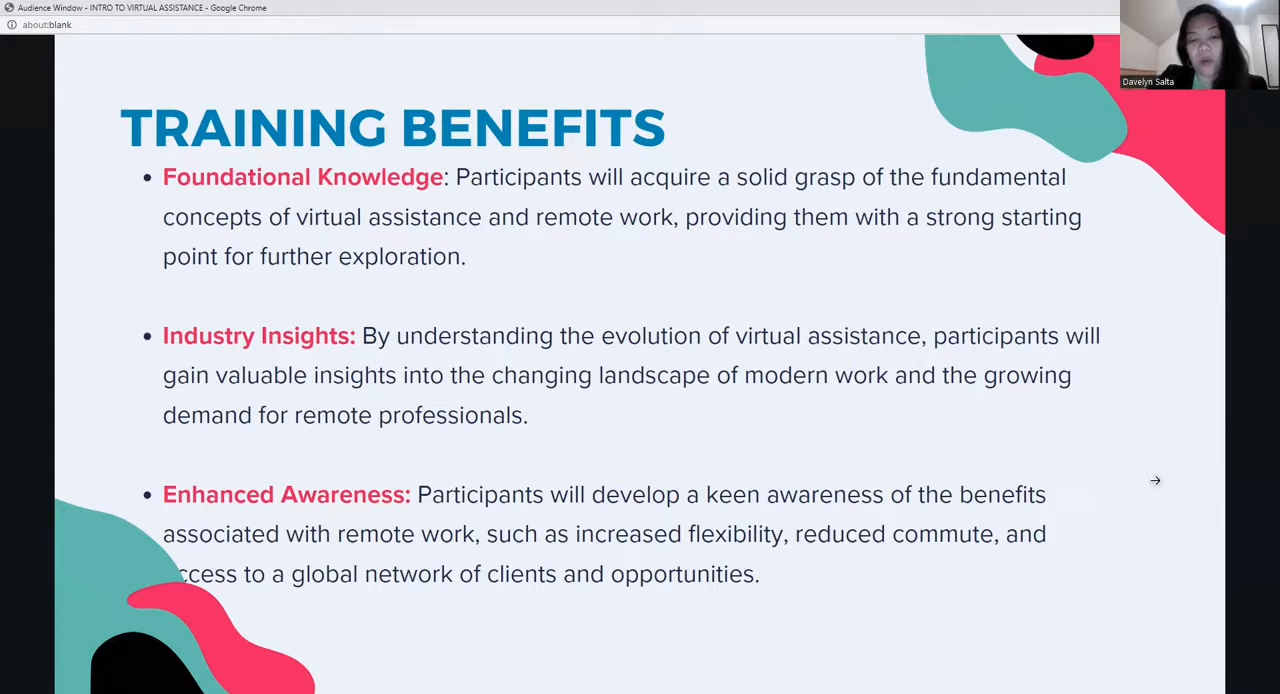 Audience Window - INTRO TO VIRTUAL ASSISTANCE - Google Chrome
about:blank
Davelyn Salta
TRAINING BENEFITS
• Foundational Knowledge: Participants will acquire a solid grasp of the fundamental
concepts of virtual assistance and remote work, providing them with a strong starting
point for further exploration.
• Industry Insights: By understanding the evolution of virtual assistance, participants will
gain valuable insights into the changing landscape of modern work and the growing
demand for remote professionals.
• Enhanced Awareness: Participants will develop a keen awareness of the benefits
associated with remote work, such as increased flexibility, reduced commute, and
access to a global network of clients and opportunities.